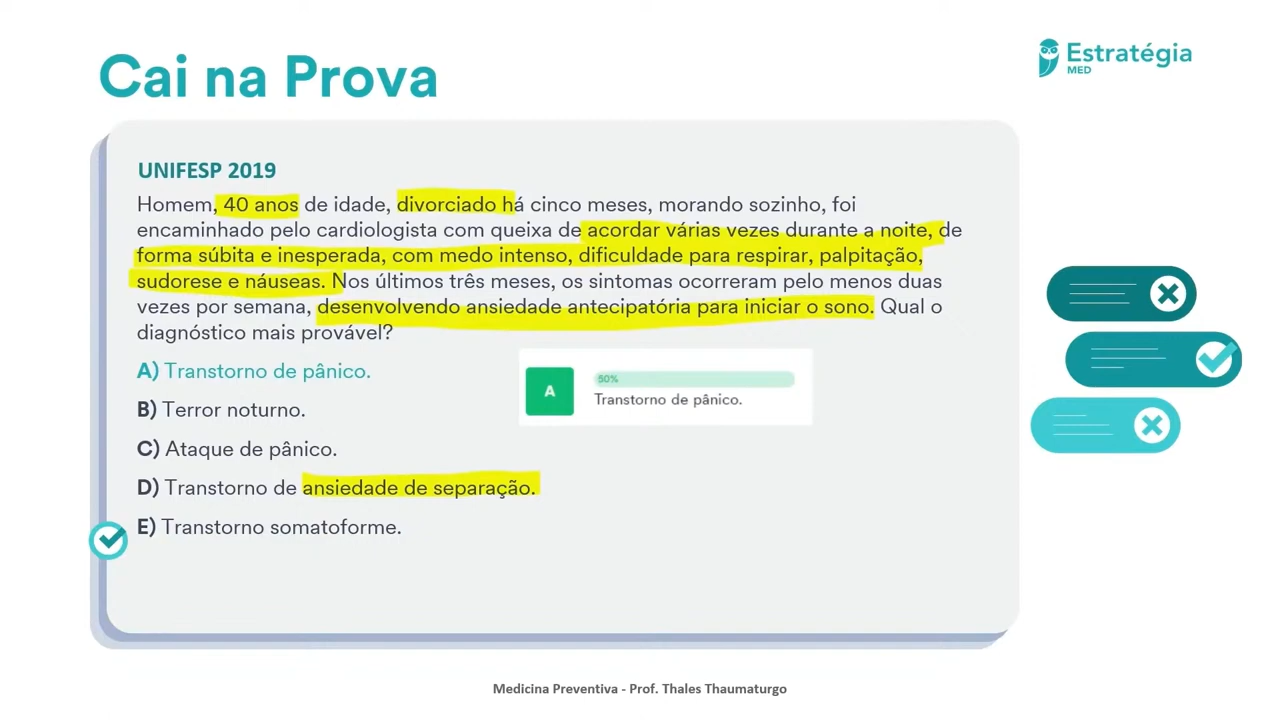 Cai na Prova
Estratégia
MED
UNIFESP 2019
Homem, 40 anos de idade, divorciado há cinco meses, morando sozinho, foi
encaminhado pelo cardiologista com queixa de acordar várias vezes durante a noite, de
forma súbita e inesperada, com medo intenso, dificuldade para respirar, palpitação,
sudorese e náuseas. Nos últimos três meses, os sintomas ocorreram pelo menos duas
vezes por semana, desenvolvendo ansiedade antecipatória para iniciar o sono. Qual o
diagnóstico mais provável?
A) Transtorno de pânico.
B) Terror noturno.
C) Ataque de pânico.
D) Transtorno de ansiedade de separação.
E) Transtorno somatoforme.
A
50%
Transtorno de pânico.
Medicina Preventiva - Prof. Thales Thaumaturgo